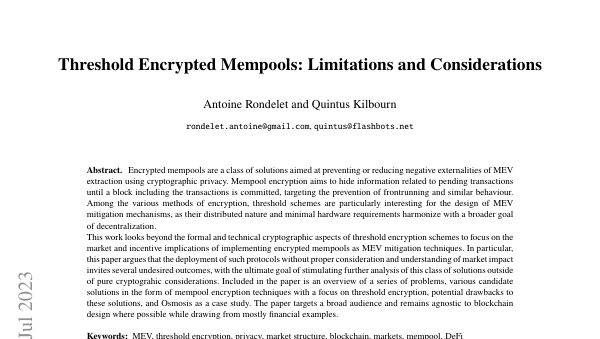 Threshold Encrypted Mempools: Limitations and Considerations
Antoine Rondelet and Quintus Kilbourn
rondelet.antoine@gmail.com, quintus@flashbots.net
Abstract. Encrypted mempools are a class of solutions aimed at preventing or reducing negative externalities of MEV
extraction using cryptographic privacy. Mempool encryption aims to hide information related to pending transactions
until a block including the transactions is committed, targeting the prevention of frontrunning and similar behaviour.
Among the various methods of encryption, threshold schemes are particularly interesting for the design of MEV
mitigation mechanisms, as their distributed nature and minimal hardware requirements harmonize with a broader goal
of decentralization.
This work looks beyond the formal and technical cryptographic aspects of threshold encryption schemes to focus on the
market and incentive implications of implementing encrypted mempools as MEV mitigation techniques. In particular,
this paper argues that the deployment of such protocols without proper consideration and understanding of market impact
invites several undesired outcomes, with the ultimate goal of stimulating further analysis of this class of solutions outside
of pure cryptograhic considerations. Included in the paper is an overview of a series of problems, various candidate
solutions in the form of mempool encryption techniques with a focus on threshold encryption, potential drawbacks to
these solutions, and Osmosis as a case study. The paper targets a broad audience and remains agnostic to blockchain
design where possible while drawing from mostly financial examples.
Keywords: MEV, threshold encryption, privacy, market structure, blockchain, markets, mempool, DeFi
Jul 2023